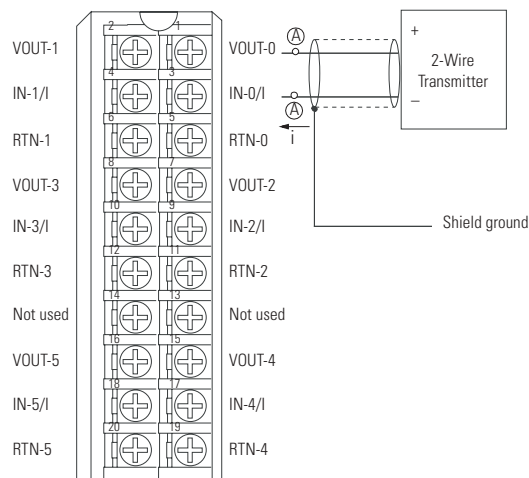 2 1
VOUT-1 VOUT-0 A + 2-Wire Transmitter
4 3
IN-1/I IN-0/I A –
6 5
RTN-1 RTN-0 i
8 7
VOUT-3 VOUT-2
10 9
IN-3/I IN-2/I Shield ground
12 11
RTN-3 RTN-2
14 13
Not used Not used
16 15
VOUT-5 VOUT-4
18 17
IN-5/I IN-4/I
20 19
RTN-5 RTN-4